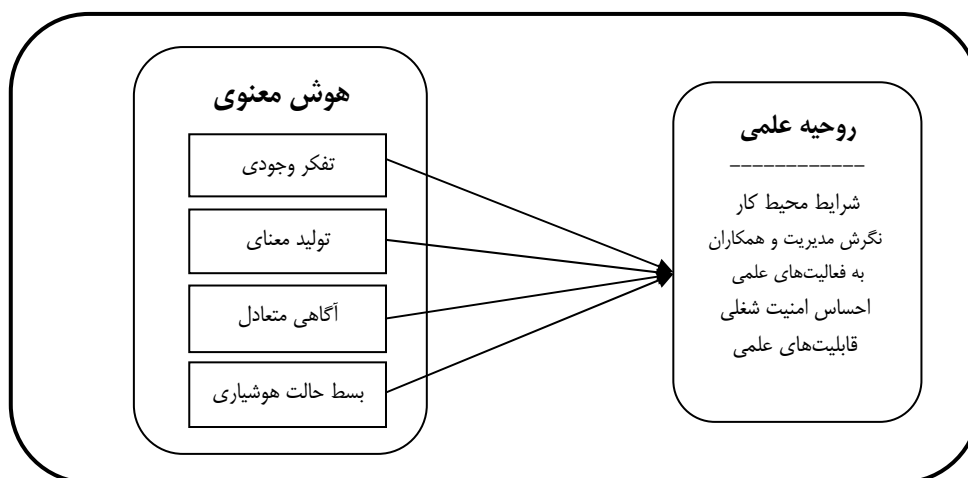 هوش معنوی
تفکر وجودی
تولید معنای
آگاهی متعادل
بسط حالت هوشیاری
روحیه علمی
------------
شرایط محیط کار
نگرش مدیریت و همکاران
به فعالیت‌های علمی
احساس امنیت شغلی
قابلیت‌های علمی